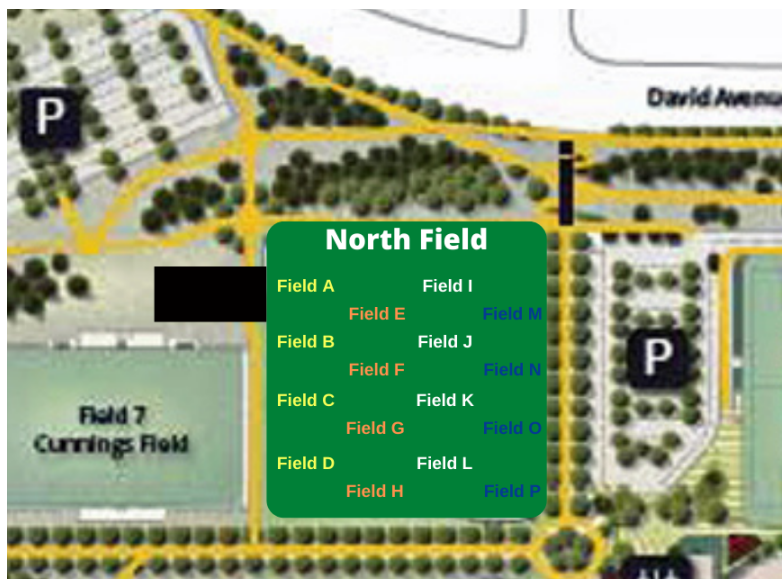 P
David Avenu
North Field
Field A
Field I
Field E
Field M
Field B
Field J
Field F
Field N
Field C
Field K
Field G
Field O
Field D
Field L
Field H
Field P
P
Field 7
Cunnings Field